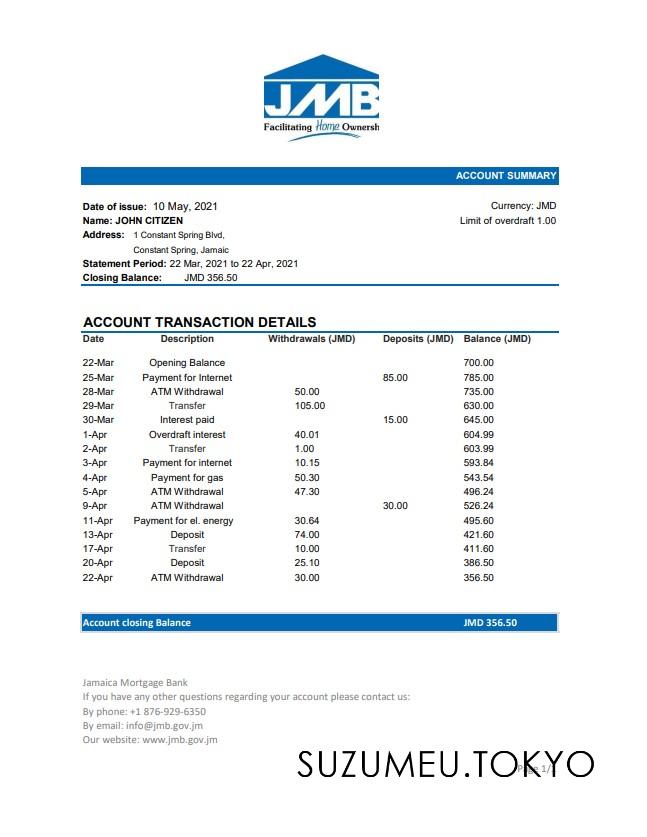 JMB
Facilitating Home Ownersh
ACCOUNT SUMMARY
Date of issue: 10 May, 2021 Currency: JMD
Name: JOHN CITIZEN Limit of overdraft 1.00
Address: 1 Constant Spring Blvd,
Constant Spring, Jamaic
Statement Period: 22 Mar, 2021 to 22 Apr, 2021
Closing Balance: JMD 356.50
ACCOUNT TRANSACTION DETAILS
Date Description Withdrawals (JMD) Deposits (JMD) Balance (JMD)
22-Mar Opening Balance 700.00
25-Mar Payment for Internet 85.00 785.00
28-Mar ATM Withdrawal 50.00 735.00
29-Mar Transfer 105.00 630.00
30-Mar Interest paid 15.00 645.00
1-Apr Overdraft interest 40.01 604.99
2-Apr Transfer 1.00 603.99
3-Apr Payment for internet 10.15 593.84
4-Apr Payment for gas 50.30 543.54
5-Apr ATM Withdrawal 47.30 496.24
9-Apr ATM Withdrawal 30.00 526.24
11-Apr Payment for el. energy 30.64 495.60
13-Apr Deposit 74.00 421.60
17-Apr Transfer 10.00 411.60
20-Apr Deposit 25.10 386.50
22-Apr ATM Withdrawal 30.00 356.50
Account closing Balance JMD 356.50
Jamaica Mortgage Bank
If you have any other questions regarding your account please contact us:
By phone: +1 876-929-6350
By email: info@jmb.gov.jm
Our website: www.jmb.gov.jm
SUZUMEU.TOKYO